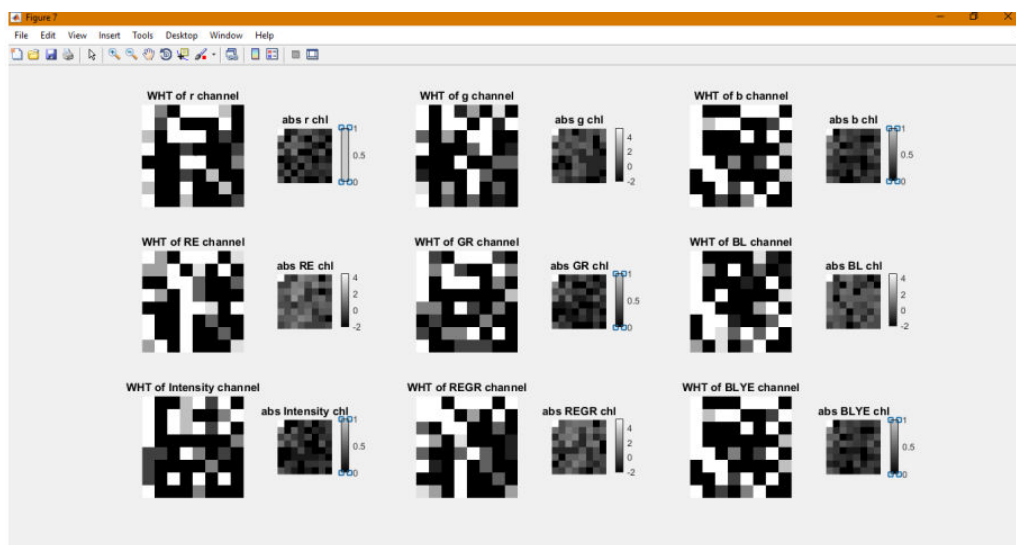 Figure 7
File Edit View Insert Tools Desktop Window Help
WHT of r channel
abs r chl
1
0.5
0
WHT of g channel
abs g chl
4
2
0
-2
WHT of b channel
abs b chl
1
0.5
0
WHT of RE channel
abs RE chl
4
2
0
-2
WHT of GR channel
abs GR chl
1
0.5
0
WHT of BL channel
abs BL chl
4
2
0
-2
WHT of Intensity channel
abs Intensity chl
1
0.5
0
WHT of REGR channel
abs REGR chl
4
2
0
-2
WHT of BLYE channel
abs BLYE chl
1
0.5
0